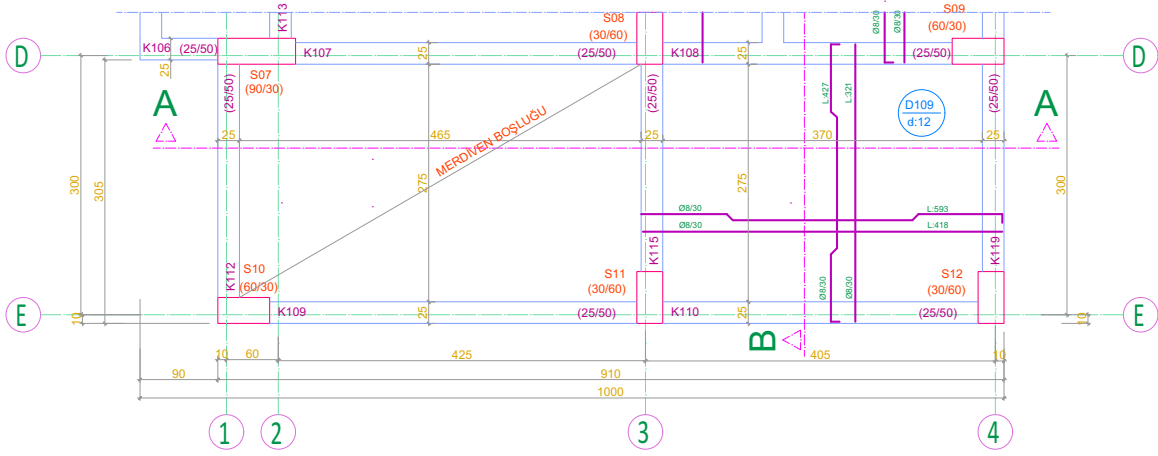 K113
S08
(30/60)
Ø8/30
Ø8/30
S09
(60/30)
D
K106
(25/50)
K107
(25/50)
K108
(25/50)
D
25
25
25
S07
(90/30)
(25/50)
(25/50)
(25/50)
A
L:427
L:321
D109
d:12
A
25
465
25
370
25
MERDİVEN BOŞLUĞU
300
305
275
275
300
Ø8/30
L:593
Ø8/30
L:418
K112
K115
K119
S10
(60/30)
S11
(30/60)
S12
(30/60)
Ø8/30
Ø8/30
E
10
K109
25
(25/50)
K110
25
(25/50)
10
E
B
10
60
425
405
10
90
910
1000
1
2
3
4